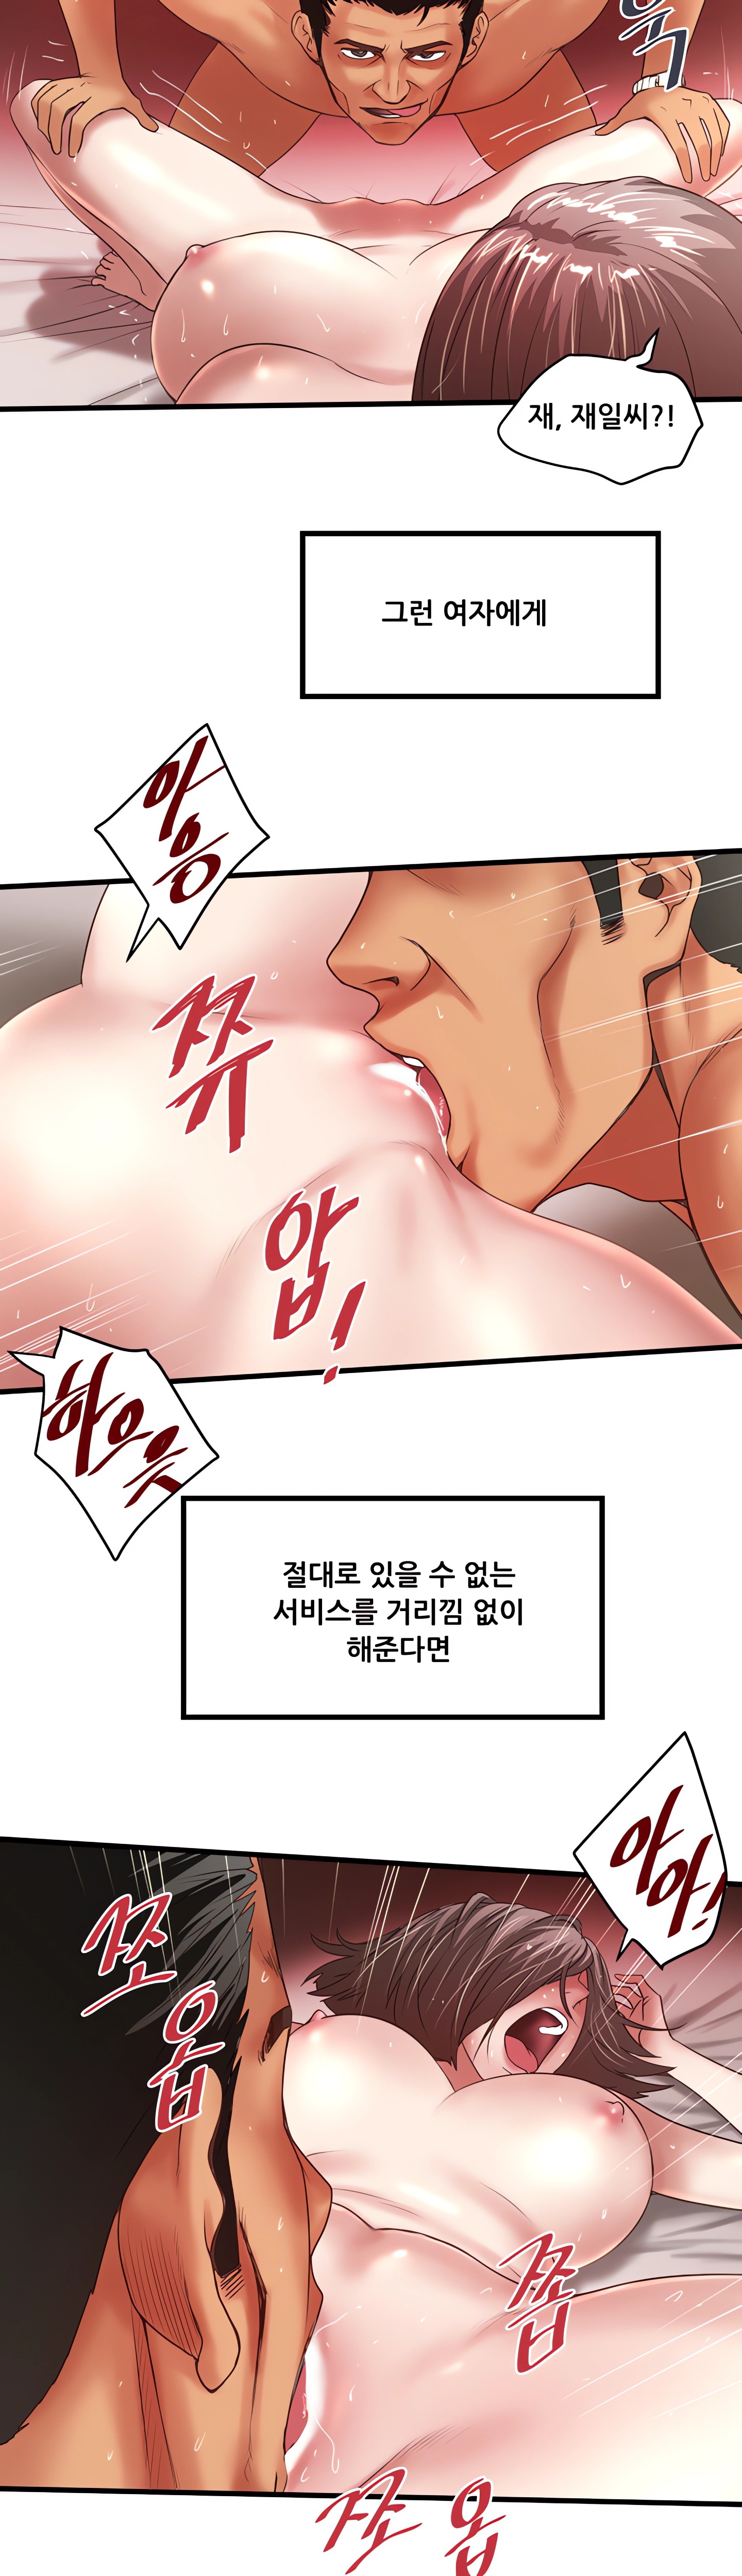 욱
재, 재일씨?!
그런 여자에게
아
응
쮸
압!
하으읏
절대로 있을 수 없는
서비스를 거리낌 없이
해준다면
아
아!
쪼
옵
쫍
쪼 옵